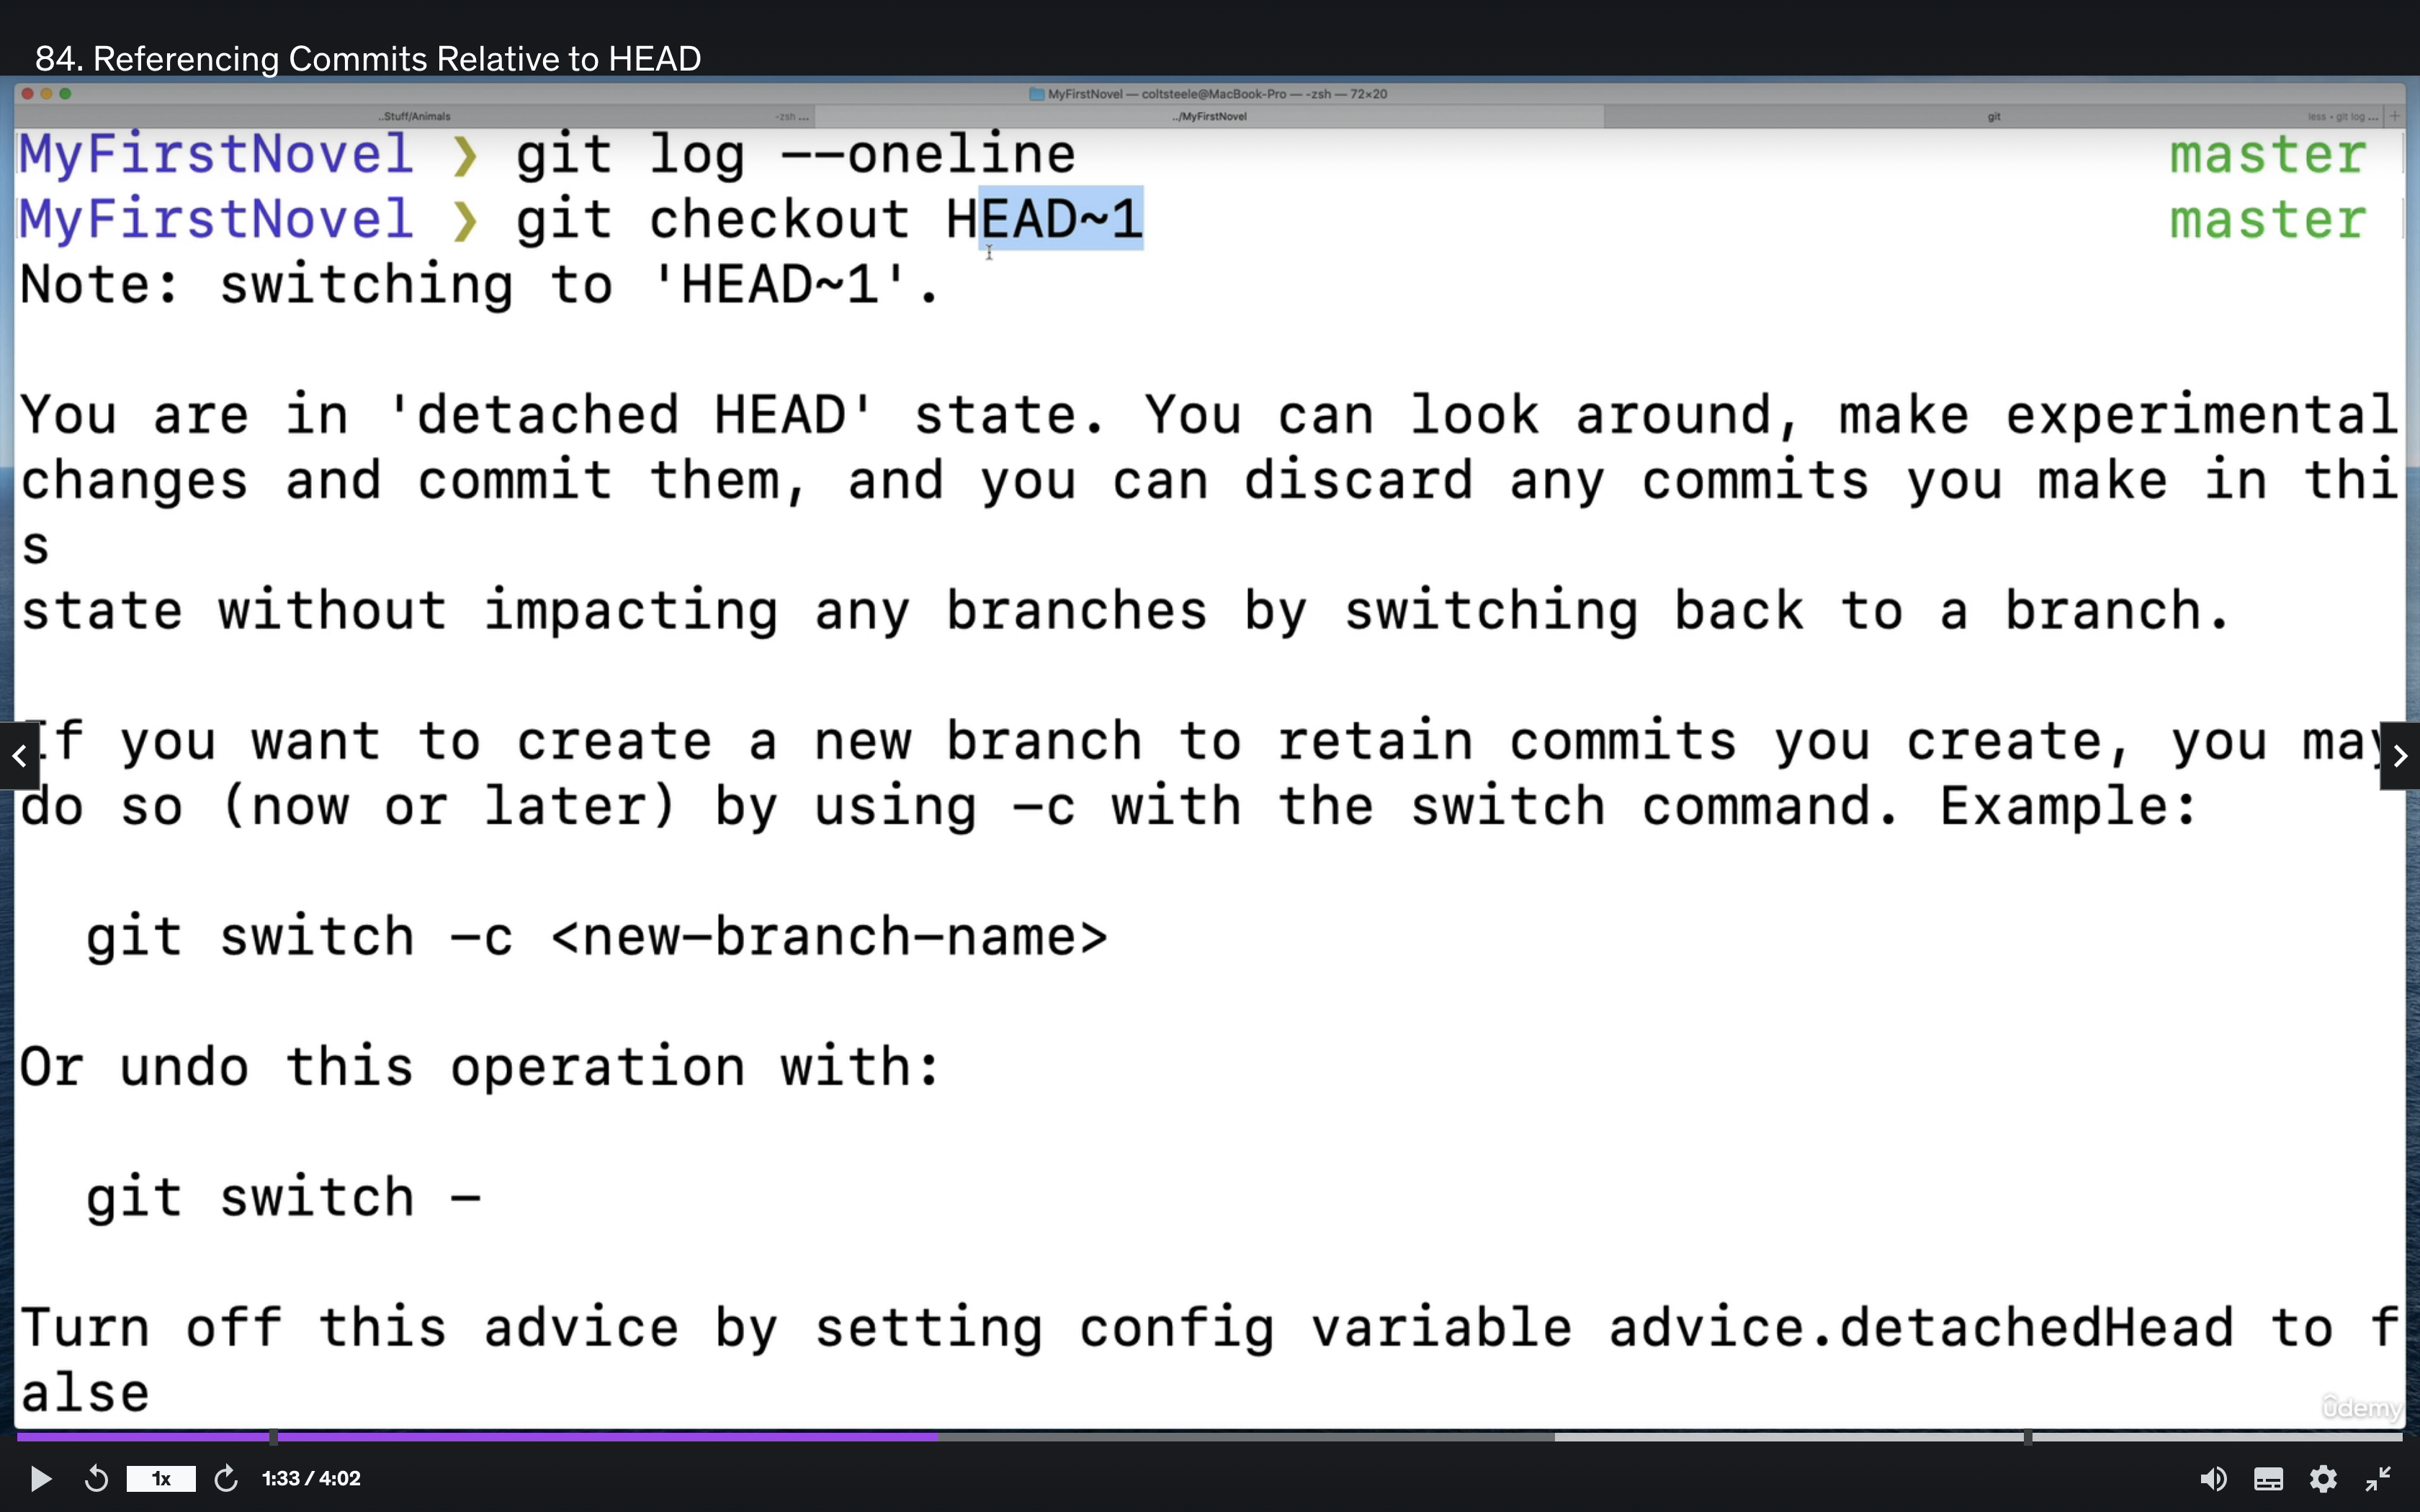 84. Referencing Commits Relative to HEAD
MyFirstNovel — coltsteele@MacBook-Pro — -zsh — 72×20
..Stuff/Animals -zsh ... ../MyFirstNovel git less • git log ... +
MyFirstNovel ❯ git log --oneline master
MyFirstNovel ❯ git checkout HEAD~1 master
Note: switching to 'HEAD~1'.
You are in 'detached HEAD' state. You can look around, make experimental
changes and commit them, and you can discard any commits you make in thi
s
state without impacting any branches by switching back to a branch.
If you want to create a new branch to retain commits you create, you may
do so (now or later) by using -c with the switch command. Example:
git switch -c <new-branch-name>
Or undo this operation with:
git switch -
Turn off this advice by setting config variable advice.detachedHead to f
alse
ûdemy
1x 1:33 / 4:02